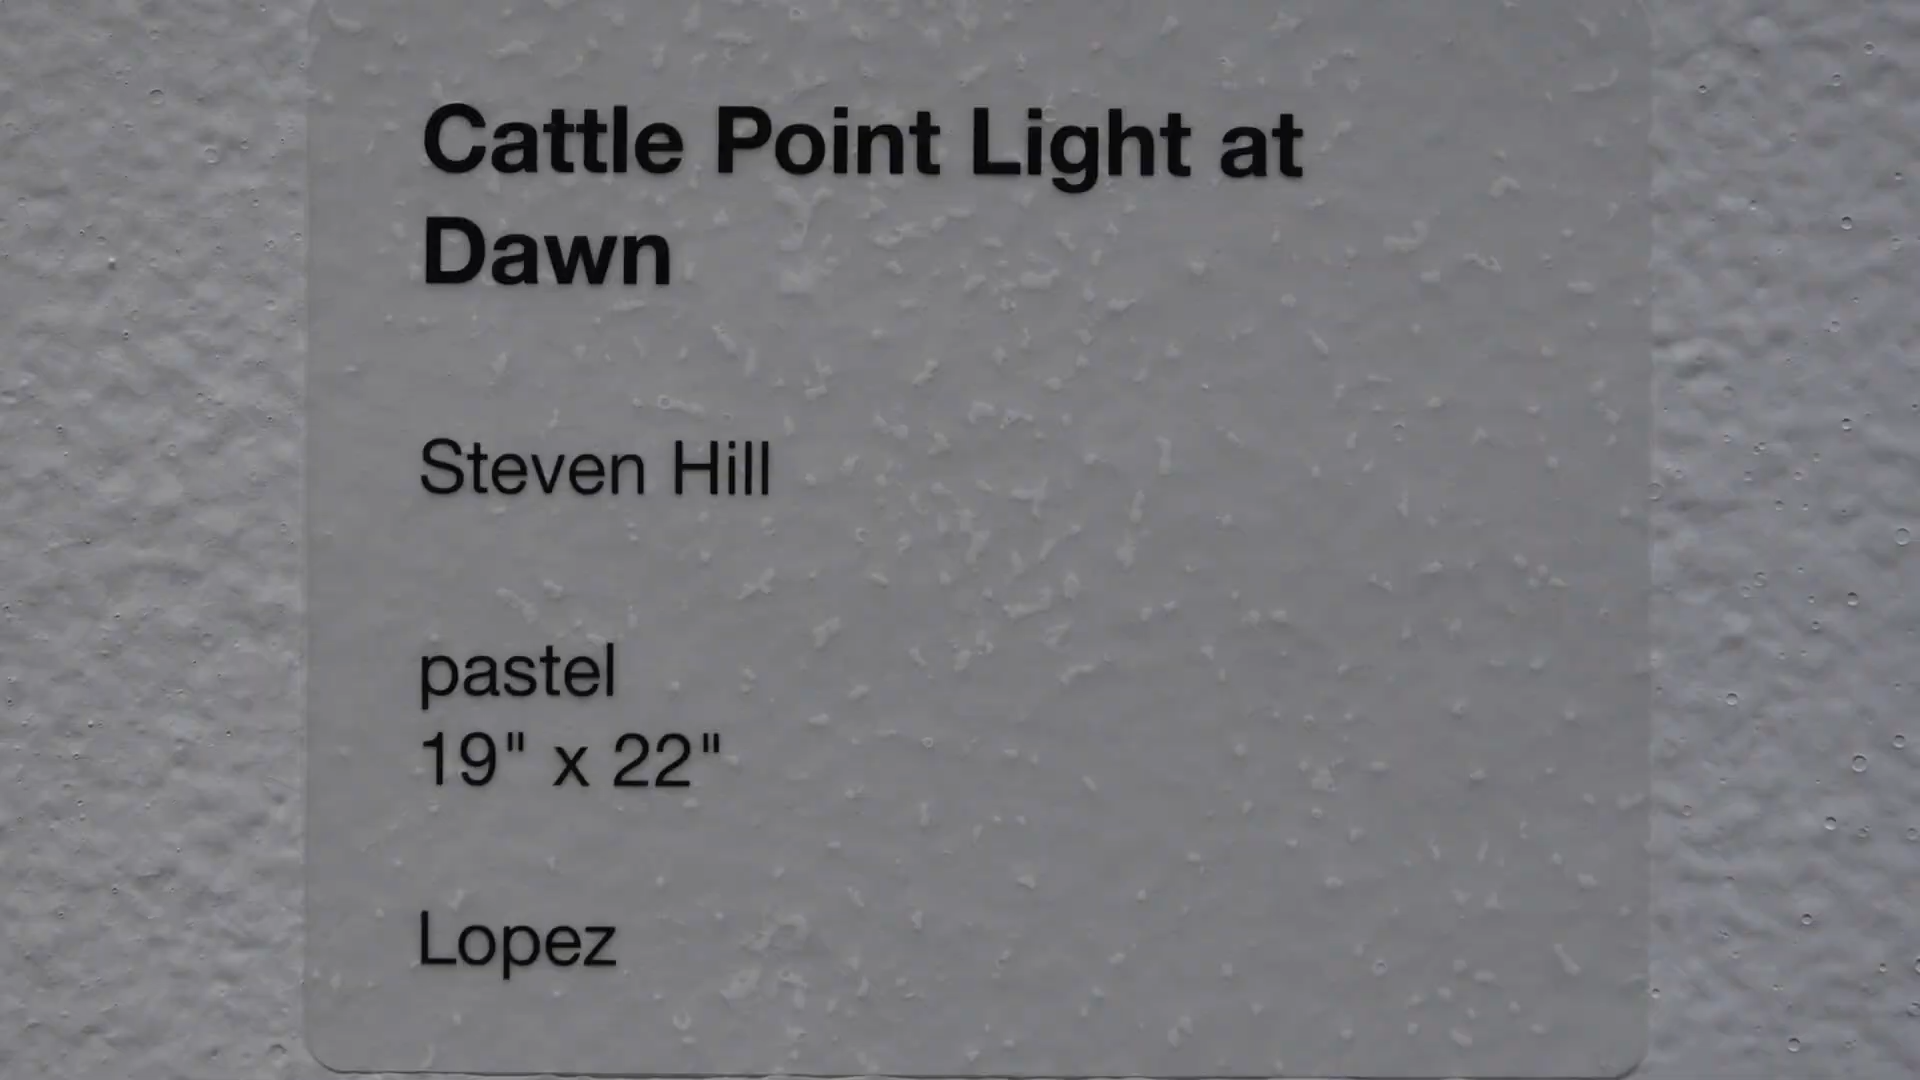 Cattle Point Light at
Dawn
Steven Hill
pastel
19" x 22"
Lopez